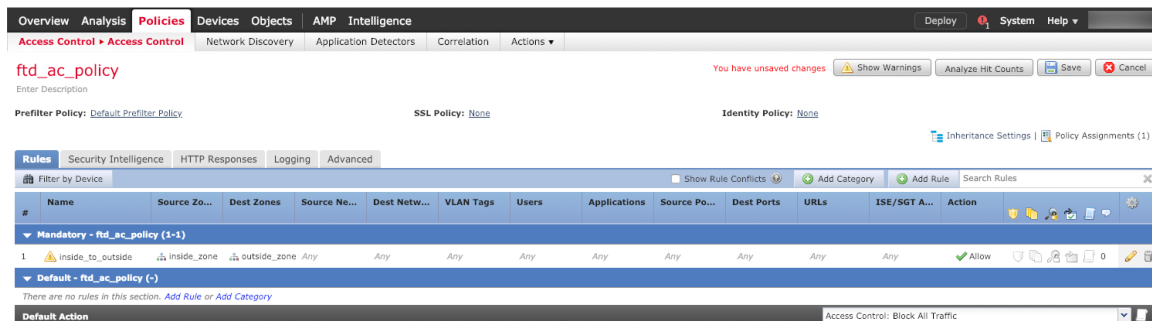 Overview Analysis Policies Devices Objects AMP Intelligence Deploy 1 System Help
Access Control ▸ Access Control Network Discovery Application Detectors Correlation Actions
ftd_ac_policy You have unsaved changes Show Warnings Analyze Hit Counts Save Cancel
Enter Description
Prefilter Policy: Default Prefilter Policy SSL Policy: None Identity Policy: None
Inheritance Settings | Policy Assignments (1)
Rules Security Intelligence HTTP Responses Logging Advanced
Filter by Device Show Rule Conflicts Add Category Add Rule Search Rules
# Name Source Zo... Dest Zones Source Ne... Dest Netw... VLAN Tags Users Applications Source Po... Dest Ports URLs ISE/SGT A... Action
Mandatory - ftd_ac_policy (1-1)
1 inside_to_outside inside_zone outside_zone Any Any Any Any Any Any Any Any Any Allow 0
Default - ftd_ac_policy (-)
There are no rules in this section. Add Rule or Add Category
Default Action Access Control: Block All Traffic